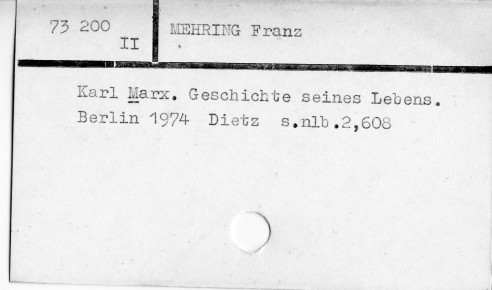 73 200 MEHRING Franz
II
Karl Marx. Geschichte seines Lebens.
Berlin 1974 Dietz s.nlb.2,608